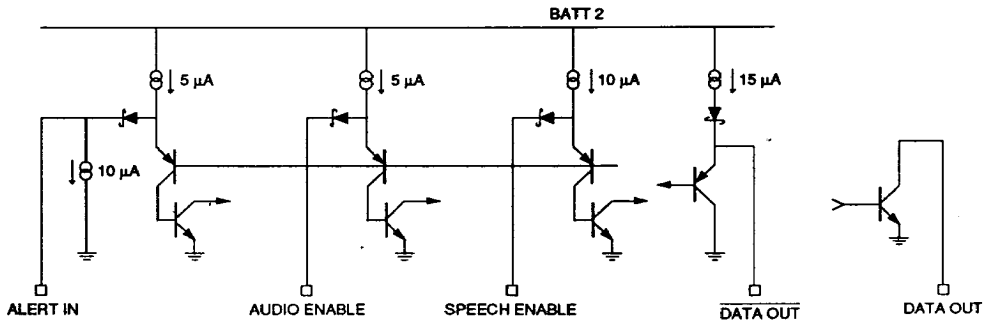 BATT 2
5 µA
5 µA
10 µA
15 µA
10 µA
ALERT IN
AUDIO ENABLE
SPEECH ENABLE
DATA OUT
DATA OUT